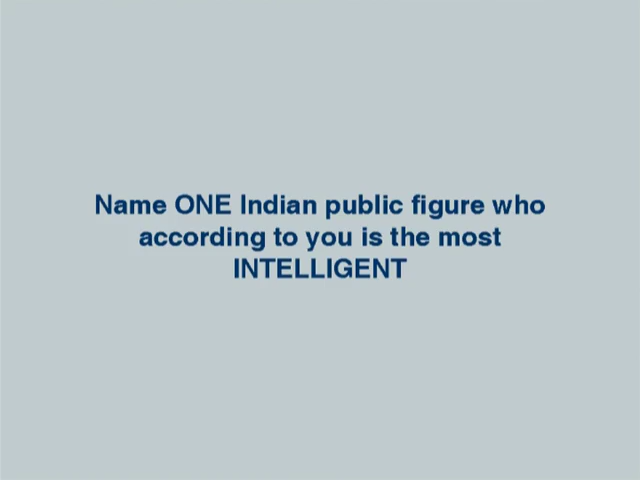 Name ONE Indian public figure who
according to you is the most
INTELLIGENT